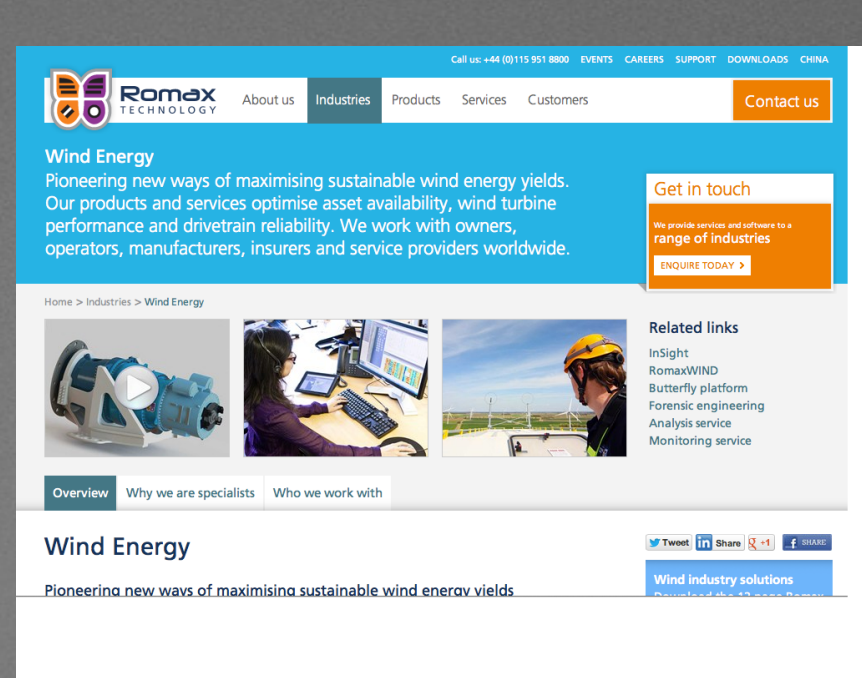 Call us: +44 (0)115 951 8800 EVENTS CAREERS SUPPORT DOWNLOADS CHINA
Romax
TECHNOLOGY
About us Industries Products Services Customers
Contact us
Wind Energy
Pioneering new ways of maximising sustainable wind energy yields.
Our products and services optimise asset availability, wind turbine
performance and drivetrain reliability. We work with owners,
operators, manufacturers, insurers and service providers worldwide.
Get in touch
We provide services and software to a
range of industries
ENQUIRE TODAY >
Home > Industries > Wind Energy
Related links
InSight
RomaxWIND
Butterfly platform
Forensic engineering
Analysis service
Monitoring service
Overview Why we are specialists Who we work with
Wind Energy
Tweet in Share g +1 f SHARE
Pioneering new ways of maximising sustainable wind energy yields
Wind industry solutions
Download the 12 page Romax